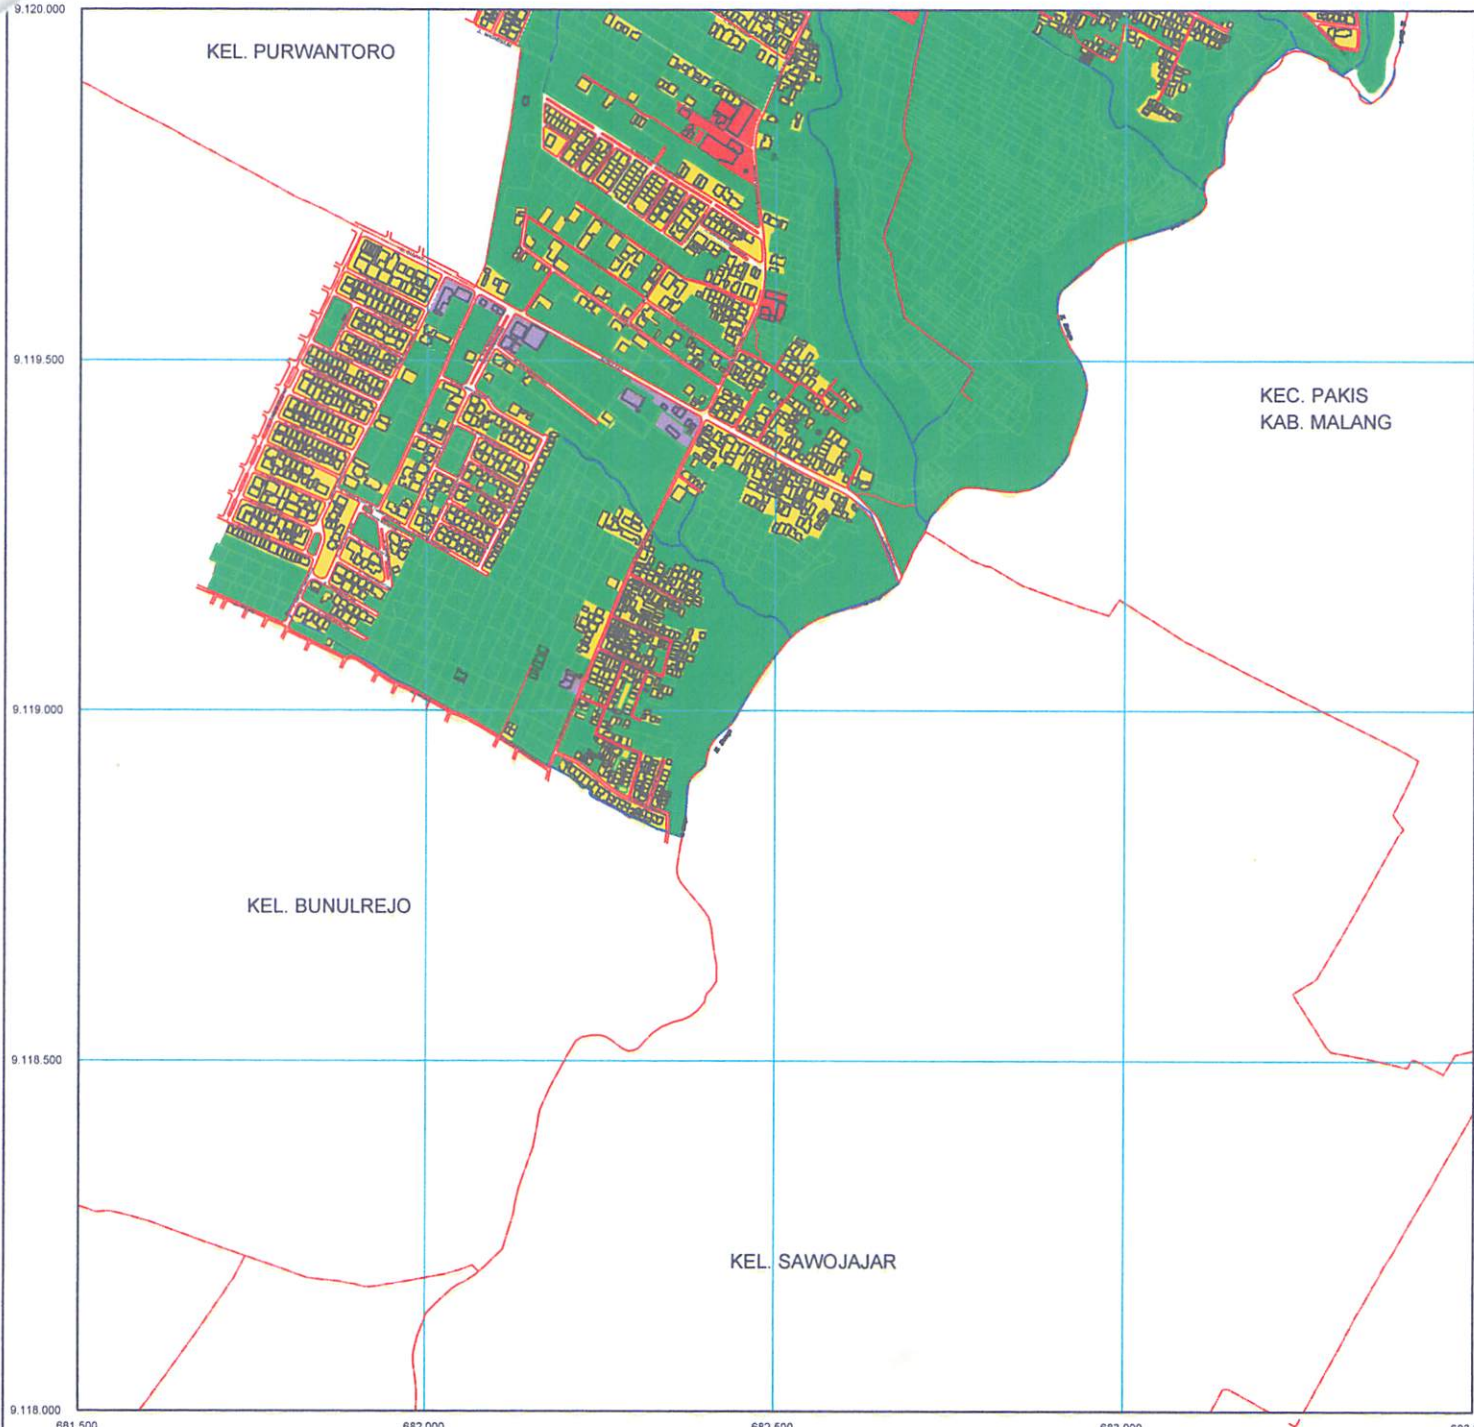 9.120.000
KEL. PURWANTORO
9.119.500
KEC. PAKIS
KAB. MALANG
9.119.000
KEL. BUNULREJO
9.118.500
KEL. SAWOJAJAR
9.118.000
681.500
682.000
682.500
683.000